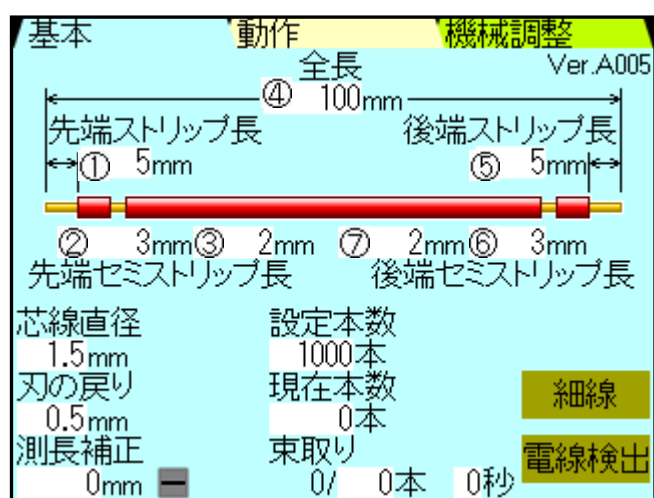 基本 動作 機械調整
全長 Ver.A005
④ 100mm
先端ストリップ長 後端ストリップ長
① 5mm ⑤ 5mm
② 3mm ③ 2mm ⑦ 2mm ⑥ 3mm
先端セミストリップ長 後端セミストリップ長
芯線直径 設定本数
1.5mm 1000本
刃の戻り 現在本数 細線
0.5mm 0本
測長補正 束取り 電線検出
0mm 0/ 0本 0秒